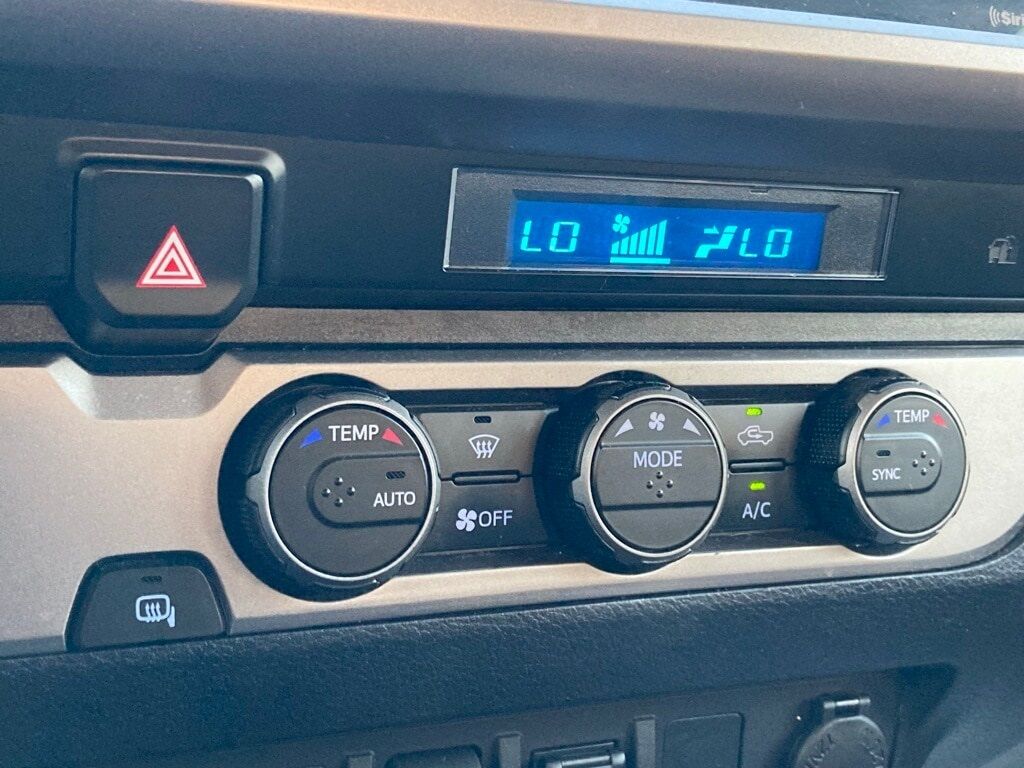 LO LO
TEMP
AUTO
OFF
MODE
A/C
TEMP
SYNC